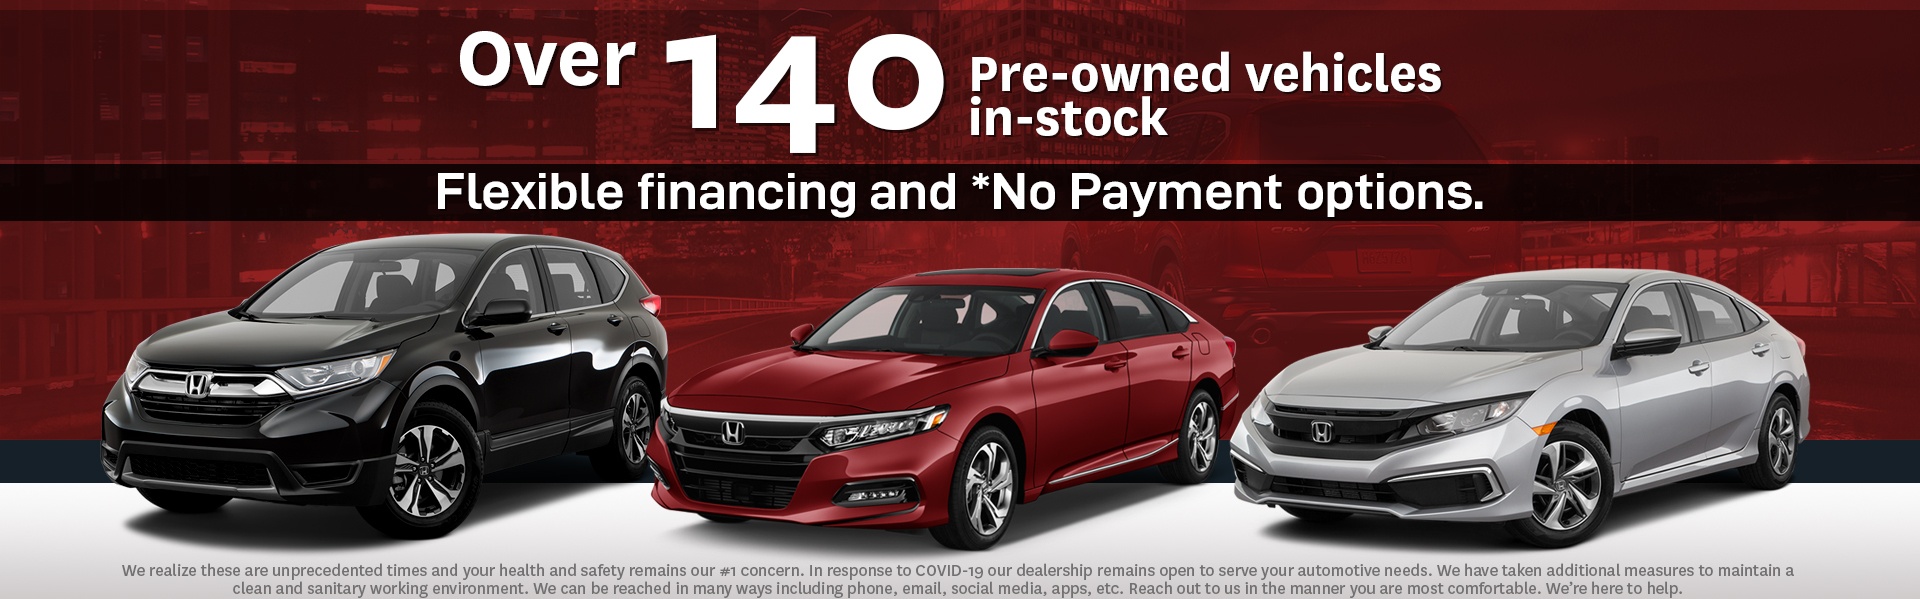 Over 140 Pre-owned vehicles
in-stock
Flexible financing and *No Payment options.
We realize these are unprecedented times and your health and safety remains our #1 concern. In response to COVID-19 our dealership remains open to serve your automotive needs. We have taken additional measures to maintain a
clean and sanitary working environment. We can be reached in many ways including phone, email, social media, apps, etc. Reach out to us in the manner you are most comfortable. We're here to help.